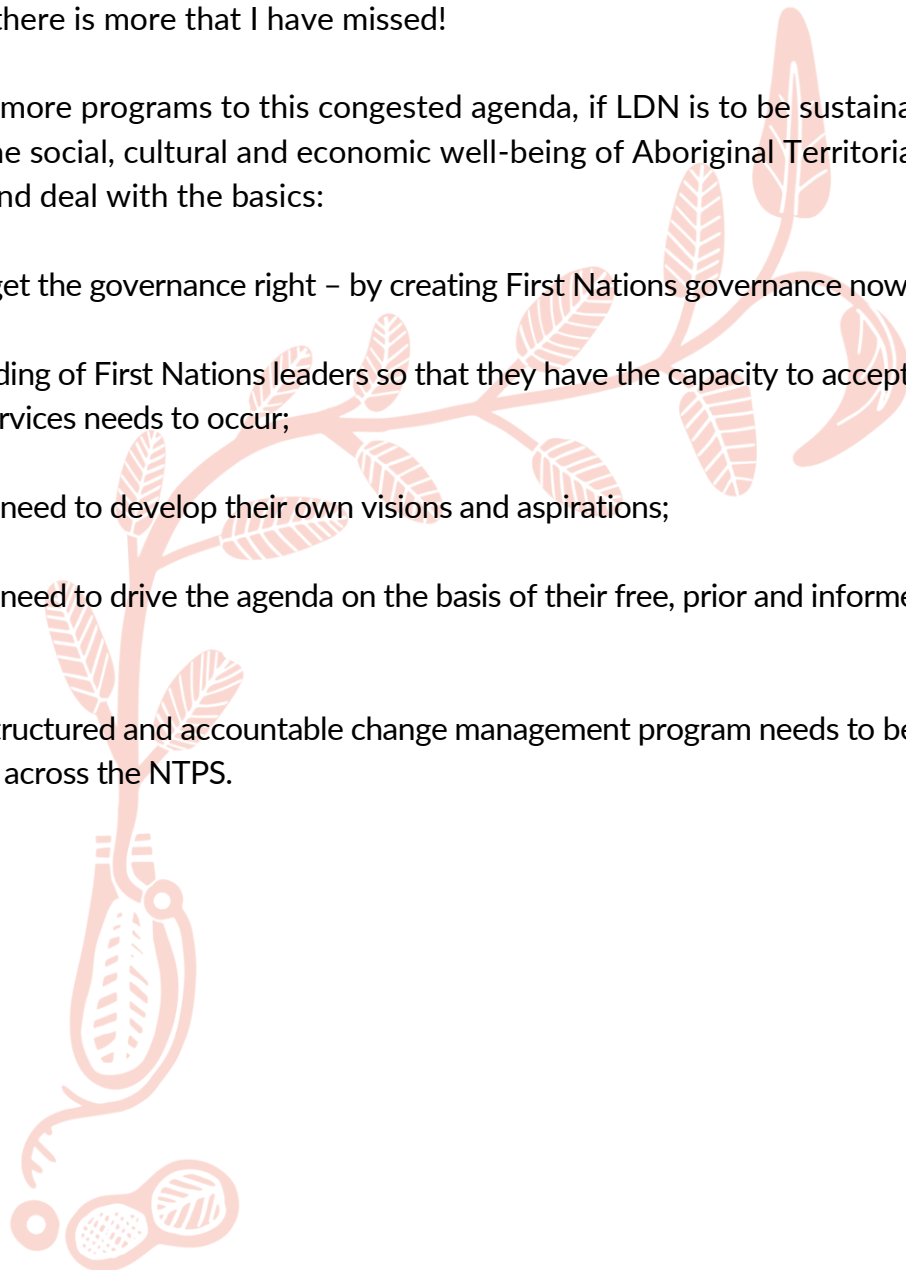 there is more that I have missed!
more programs to this congested agenda, if LDN is to be sustaina
e social, cultural and economic well-being of Aboriginal Territoria
nd deal with the basics:
get the governance right – by creating First Nations governance now
ding of First Nations leaders so that they have the capacity to accept
rvices needs to occur;
need to develop their own visions and aspirations;
need to drive the agenda on the basis of their free, prior and informe
tructured and accountable change management program needs to be
across the NTPS.